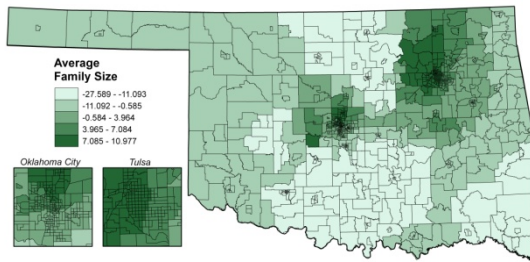 Average
Family Size
-27.589 - -11.093
-11.092 - -0.585
-0.584 - 3.964
3.965 - 7.084
7.085 - 10.977
Oklahoma City
Tulsa